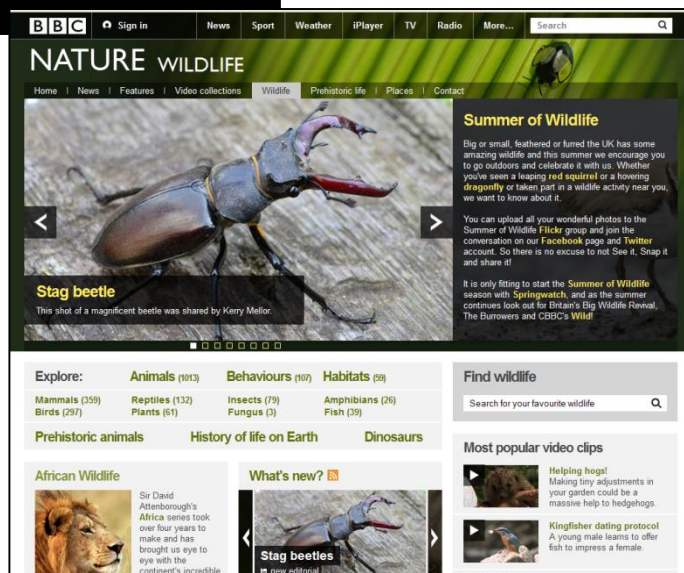 BBC Sign in News Sport Weather iPlayer TV Radio More... Search
NATURE WILDLIFE
Home News Features Video collections Wildlife Prehistoric life Places Contact
Summer of Wildlife
Big or small, feathered or furred the UK has some
amazing wildlife and this summer we encourage you
to go outdoors and celebrate it with us. Whether
you've seen a leaping red squirrel or a hovering
dragonfly or taken part in a wildlife activity near you,
we want to know about it.
You can upload all your wonderful photos to the
Summer of Wildlife Flickr group and join the
conversation on our Facebook page and Twitter
account. So there is no excuse to not See it, Snap it
and share it!
It is only fitting to start the Summer of Wildlife
season with Springwatch, and as the summer
continues look out for Britain's Big Wildlife Revival,
The Burrowers and CBBC's Wild!
Stag beetle
This shot of a magnificent beetle was shared by Kerry Mellor.
Explore: Animals (1013) Behaviours (107) Habitats (59)
Mammals (359) Reptiles (132) Insects (79) Amphibians (26)
Birds (297) Plants (61) Fungus (3) Fish (39)
Prehistoric animals History of life on Earth Dinosaurs
Find wildlife
Search for your favourite wildlife
African Wildlife
Sir David
Attenborough's
Africa series took
over four years to
make and has
brought us eye to
eye with the
continent's incredible
What's new?
Stag beetles
in new editorial
Most popular video clips
Helping hogs!
Making tiny adjustments in
your garden could be a
massive help to hedgehogs.
Kingfisher dating protocol
A young male learns to offer
fish to impress a female.